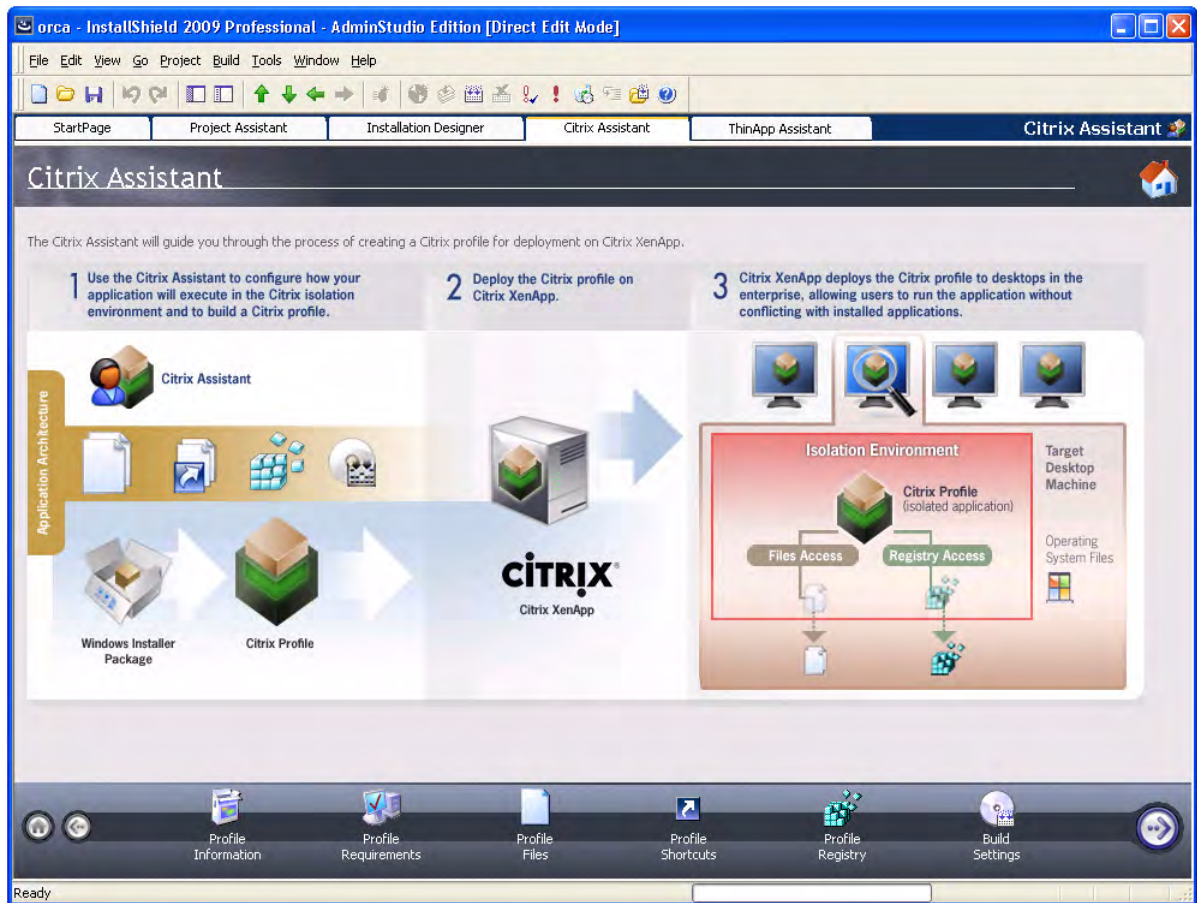 orca - InstallShield 2009 Professional - AdminStudio Edition [Direct Edit Mode]
File Edit View Go Project Build Tools Window Help
StartPage Project Assistant Installation Designer Citrix Assistant ThinApp Assistant Citrix Assistant
Citrix Assistant
The Citrix Assistant will guide you through the process of creating a Citrix profile for deployment on Citrix XenApp.
1 Use the Citrix Assistant to configure how your
application will execute in the Citrix isolation
environment and to build a Citrix profile.
2 Deploy the Citrix profile on
Citrix XenApp.
3 Citrix XenApp deploys the Citrix profile to desktops in the
enterprise, allowing users to run the application without
conflicting with installed applications.
Citrix Assistant
Application Architecture
Windows Installer
Package
Citrix Profile
CITRIX
Citrix XenApp
Isolation Environment
Citrix Profile
(isolated application)
Files Access
Registry Access
Target
Desktop
Machine
Operating
System Files
Profile
Information
Profile
Requirements
Profile
Files
Profile
Shortcuts
Profile
Registry
Build
Settings
Ready